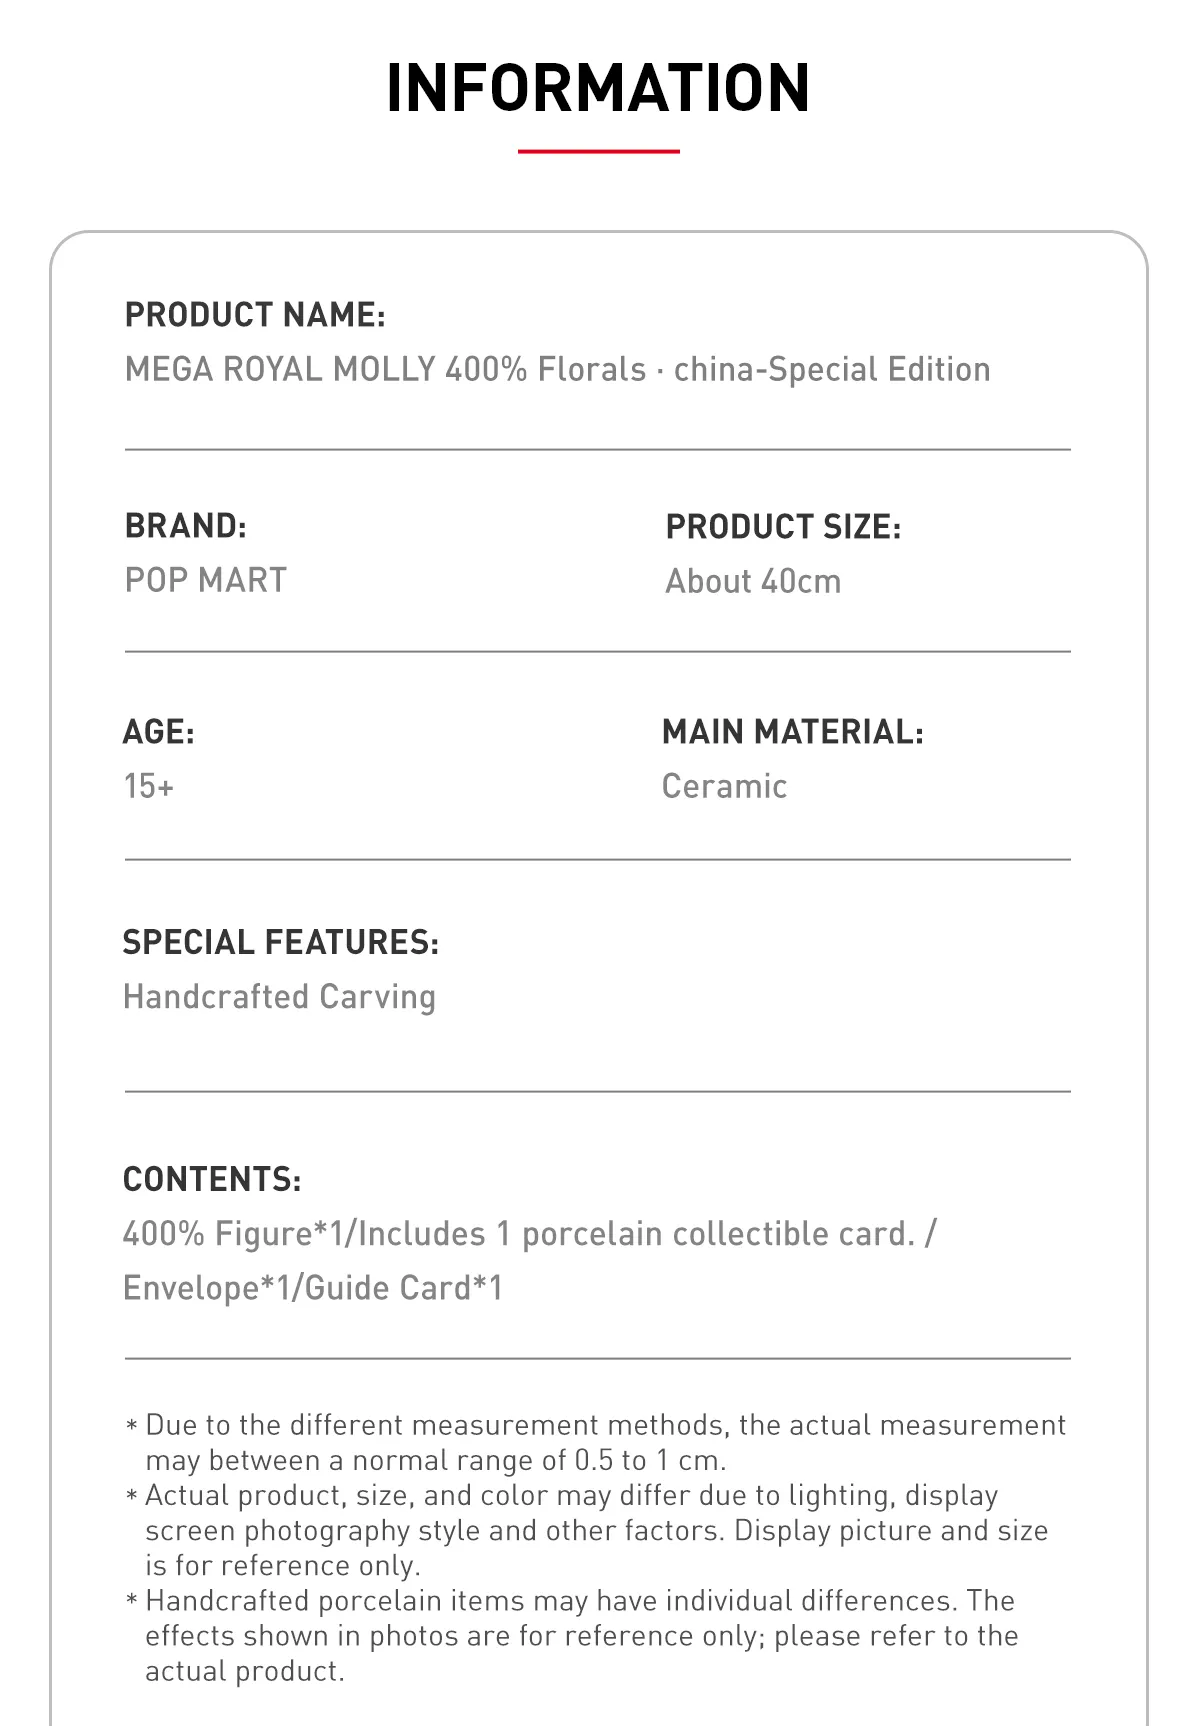 INFORMATION
PRODUCT NAME:
MEGA ROYAL MOLLY 400% Florals · china-Special Edition
BRAND:
POP MART
PRODUCT SIZE:
About 40cm
AGE:
15+
MAIN MATERIAL:
Ceramic
SPECIAL FEATURES:
Handcrafted Carving
CONTENTS:
400% Figure*1/Includes 1 porcelain collectible card. /
Envelope*1/Guide Card*1
* Due to the different measurement methods, the actual measurement
may between a normal range of 0.5 to 1 cm.
* Actual product, size, and color may differ due to lighting, display
screen photography style and other factors. Display picture and size
is for reference only.
* Handcrafted porcelain items may have individual differences. The
effects shown in photos are for reference only; please refer to the
actual product.